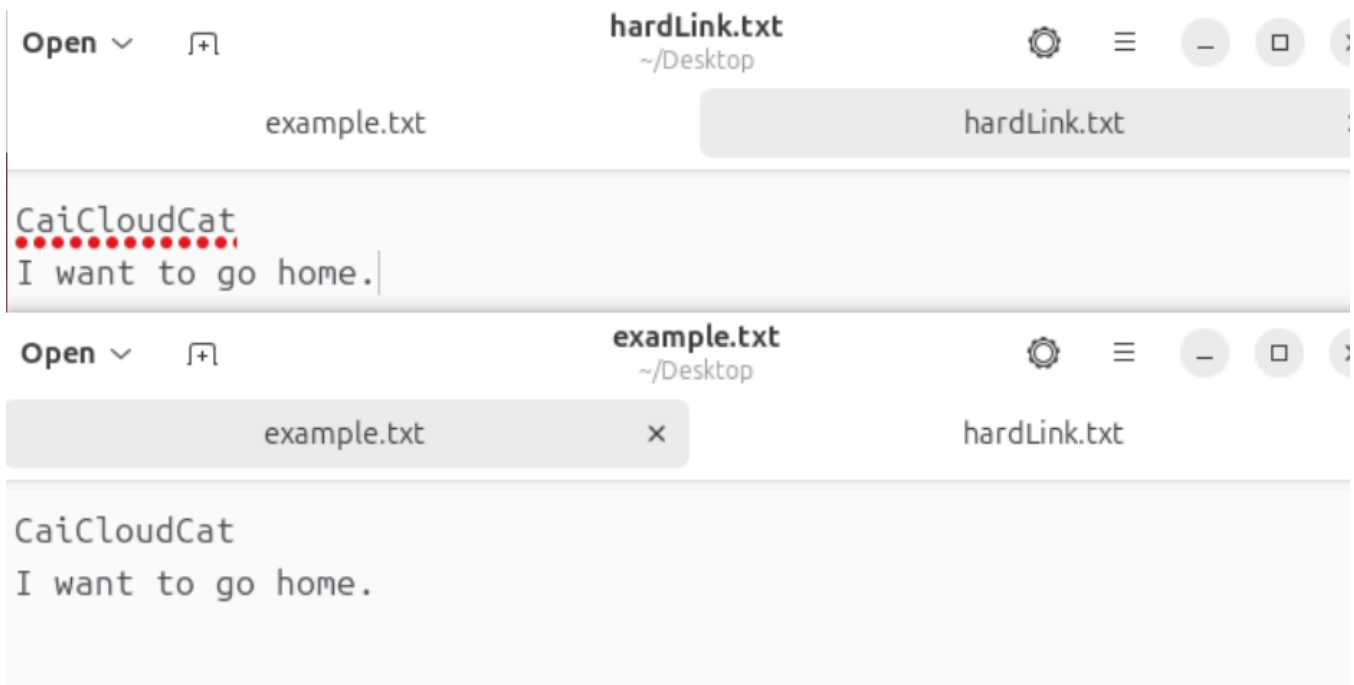 Open
hardLink.txt
~/Desktop
example.txt
hardLink.txt
CaiCloudCat
I want to go home.
Open
example.txt
~/Desktop
example.txt
hardLink.txt
CaiCloudCat
I want to go home.